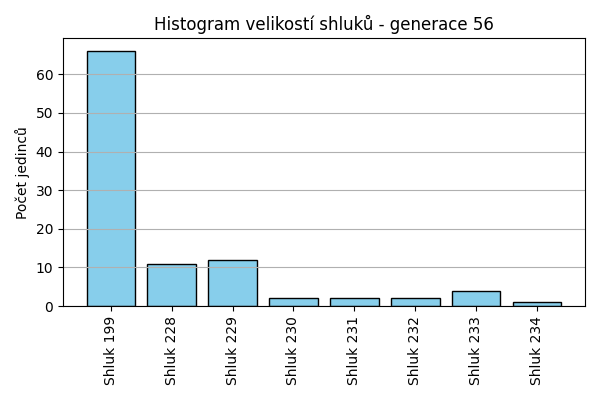 Histogram velikostí shluků - generace 56
Počet jedinců
60
50
40
30
20
10
0
Shluk 199
Shluk 228
Shluk 229
Shluk 230
Shluk 231
Shluk 232
Shluk 233
Shluk 234